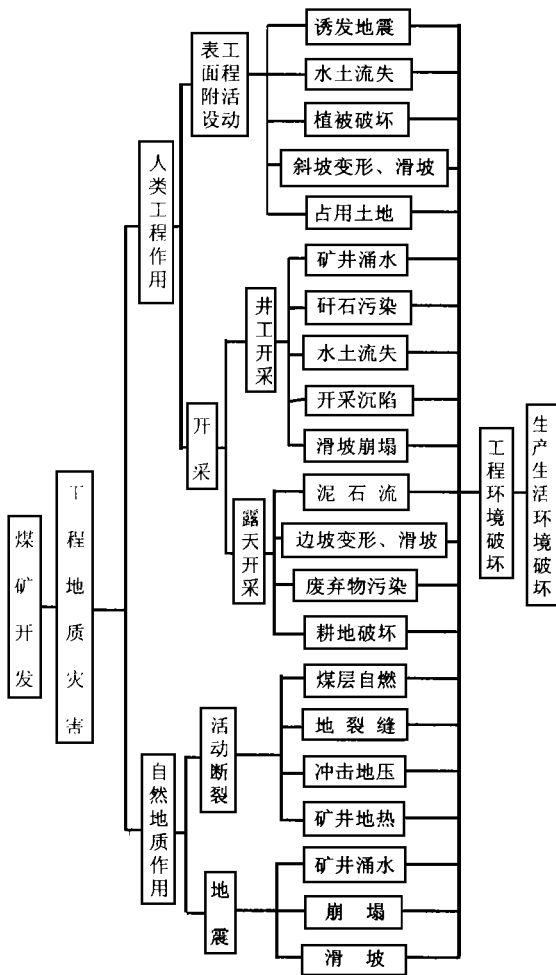 煤矿开发
工程地质灾害
人类工程作用
自然地质作用
表面附设
工程活动
开采
井工开采
露天开采
活动断裂
地震
诱发地震
水土流失
植被破坏
斜坡变形、滑坡
占用土地
矿井涌水
矸石污染
水土流失
开采沉陷
滑坡崩塌
泥石流
边坡变形、滑坡
废弃物污染
耕地破坏
煤层自燃
地裂缝
冲击地压
矿井地热
矿井涌水
崩塌
滑坡
工程环境破坏
生产生活环境破坏